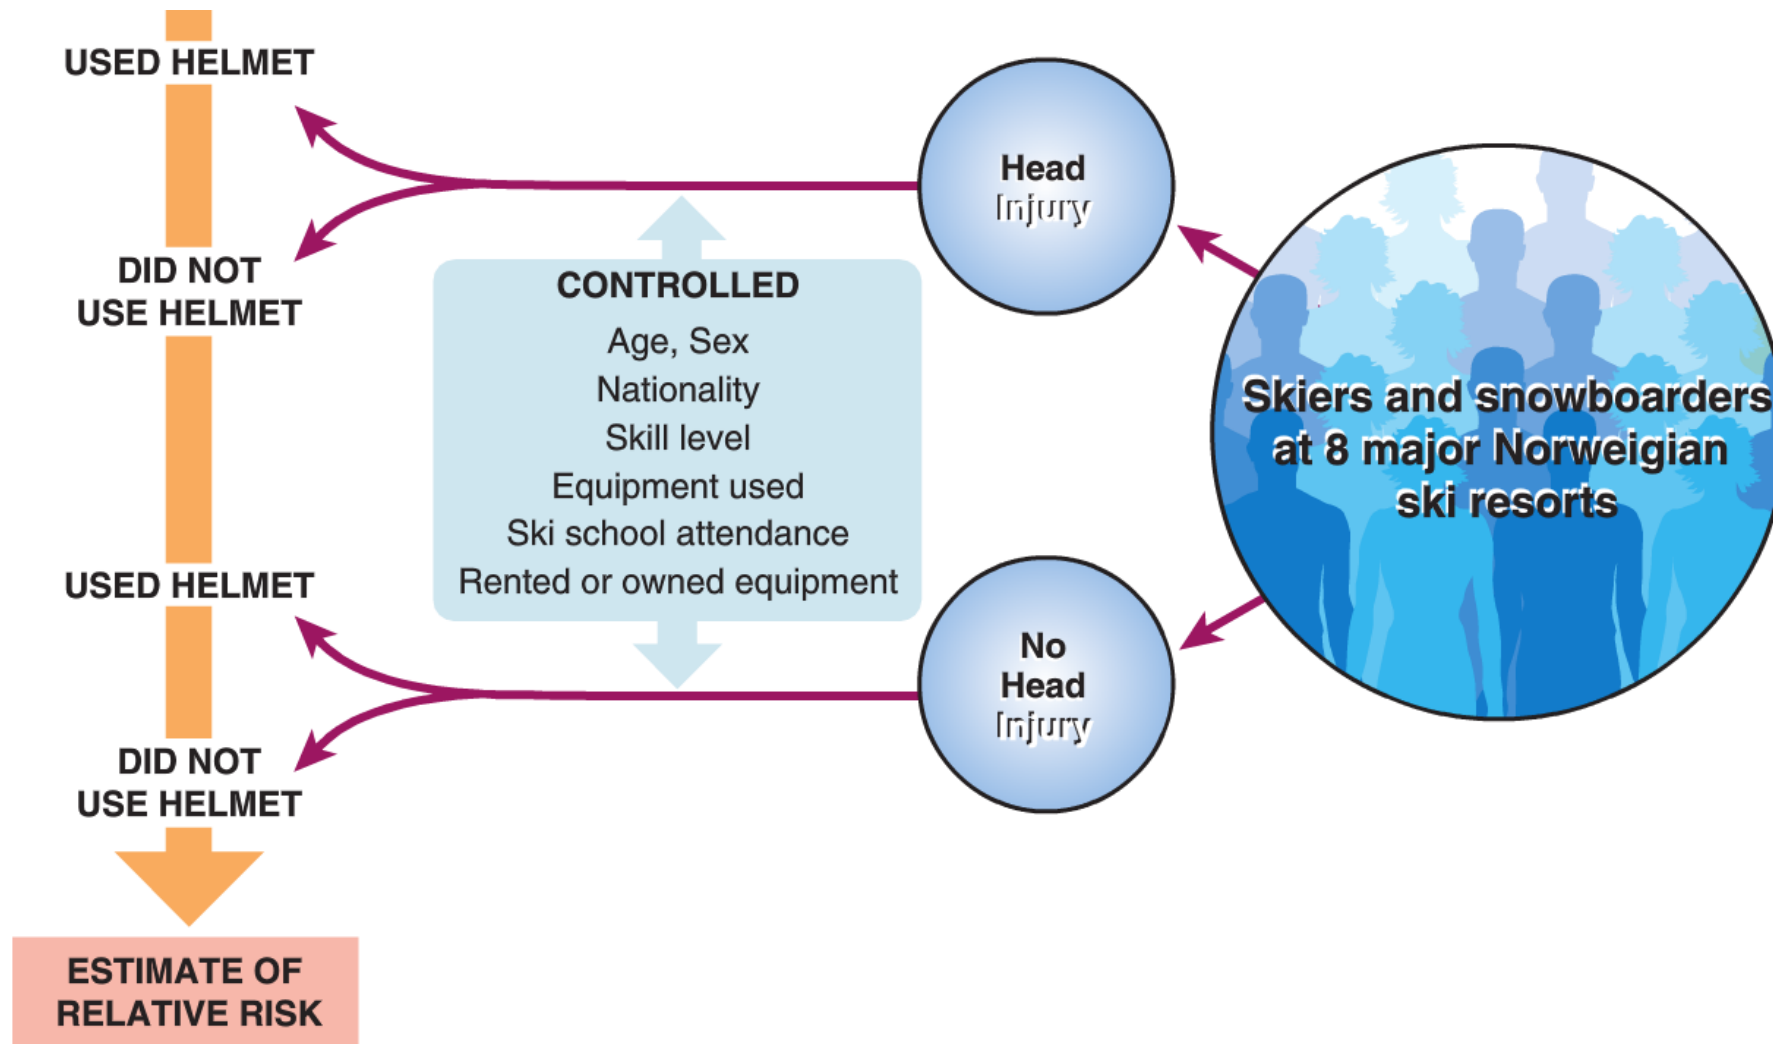 USED HELMET
DID NOT
USE HELMET
USED HELMET
DID NOT
USE HELMET
ESTIMATE OF
RELATIVE RISK
CONTROLLED
Age, Sex
Nationality
Skill level
Equipment used
Ski school attendance
Rented or owned equipment
Head
Injury
No
Head
Injury
Skiers and snowboarders
at 8 major Norweigian
ski resorts